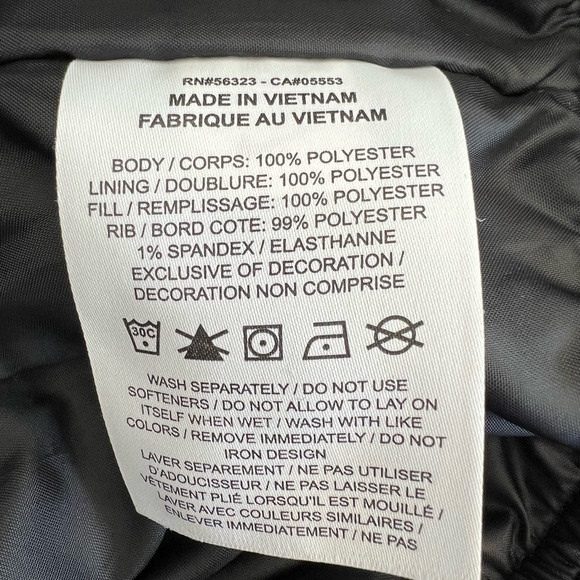 RN#56323 - CA#05553
MADE IN VIETNAM
FABRIQUE AU VIETNAM
BODY / CORPS: 100% POLYESTER
LINING / DOUBLURE: 100% POLYESTER
FILL / REMPLISSAGE: 100% POLYESTER
RIB / BORD COTE: 99% POLYESTER
1% SPANDEX / ELASTHANNE
EXCLUSIVE OF DECORATION /
DECORATION NON COMPRISE
30C
WASH SEPARATELY / DO NOT USE
SOFTENERS / DO NOT ALLOW TO LAY ON
ITSELF WHEN WET / WASH WITH LIKE
COLORS / REMOVE IMMEDIATELY / DO NOT
IRON DESIGN
LAVER SEPAREMENT / NE PAS UTILISER
D'ADOUCISSEUR / NE PAS LAISSER LE
VÊTEMENT PLIÉ LORSQU'IL EST MOUILLÉ /
LAVER AVEC COULEURS SIMILAIRES /
ENLEVER IMMEDIATEMENT / NE PAS